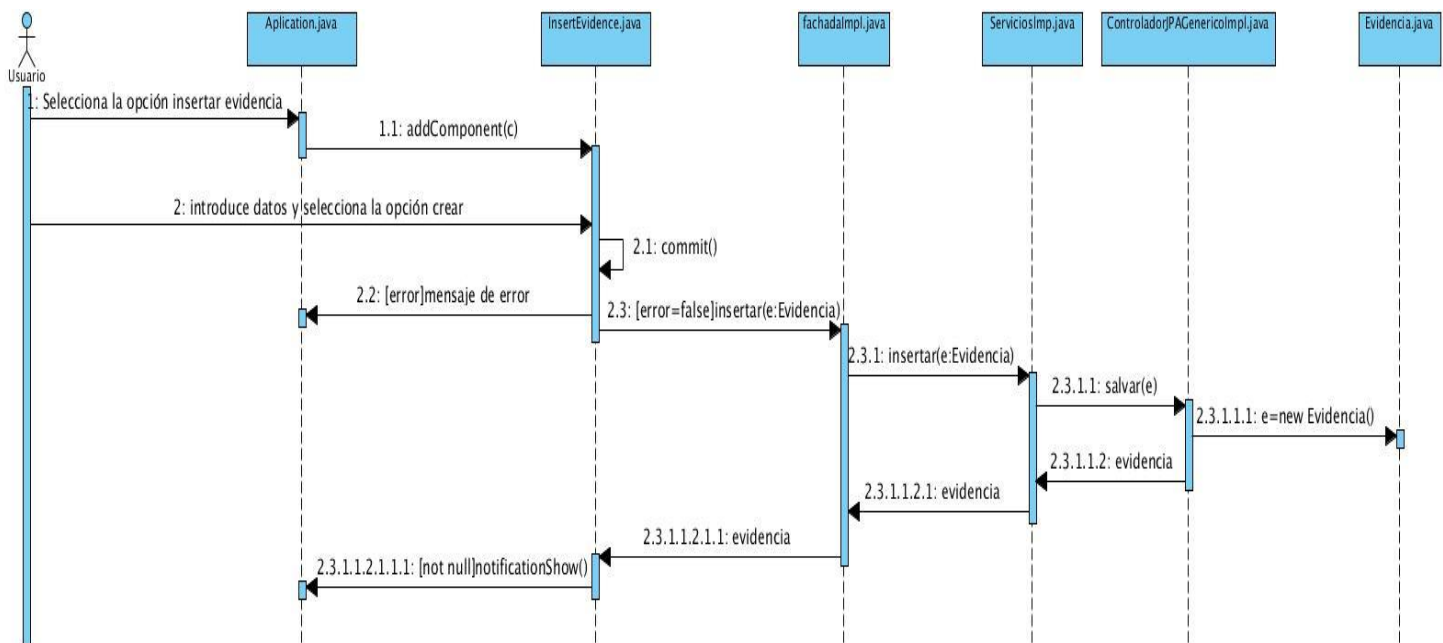 Aplication.java
InsertEvidence.java
fachadaImpl.java
ServiciosImp.java
ControladorJPAGenericoImpl.java
Evidencia.java
Usuario
1: Selecciona la opción insertar evidencia
1.1: addComponent(c)
2: introduce datos y selecciona la opción crear
2.1: commit()
2.2: [error]mensaje de error
2.3: [error=false]insertar(e:Evidencia)
2.3.1: insertar(e:Evidencia)
2.3.1.1: salvar(e)
2.3.1.1.1: e=new Evidencia()
2.3.1.1.2: evidencia
2.3.1.1.2.1: evidencia
2.3.1.1.2.1.1: evidencia
2.3.1.1.2.1.1.1: [not null]notificationShow()